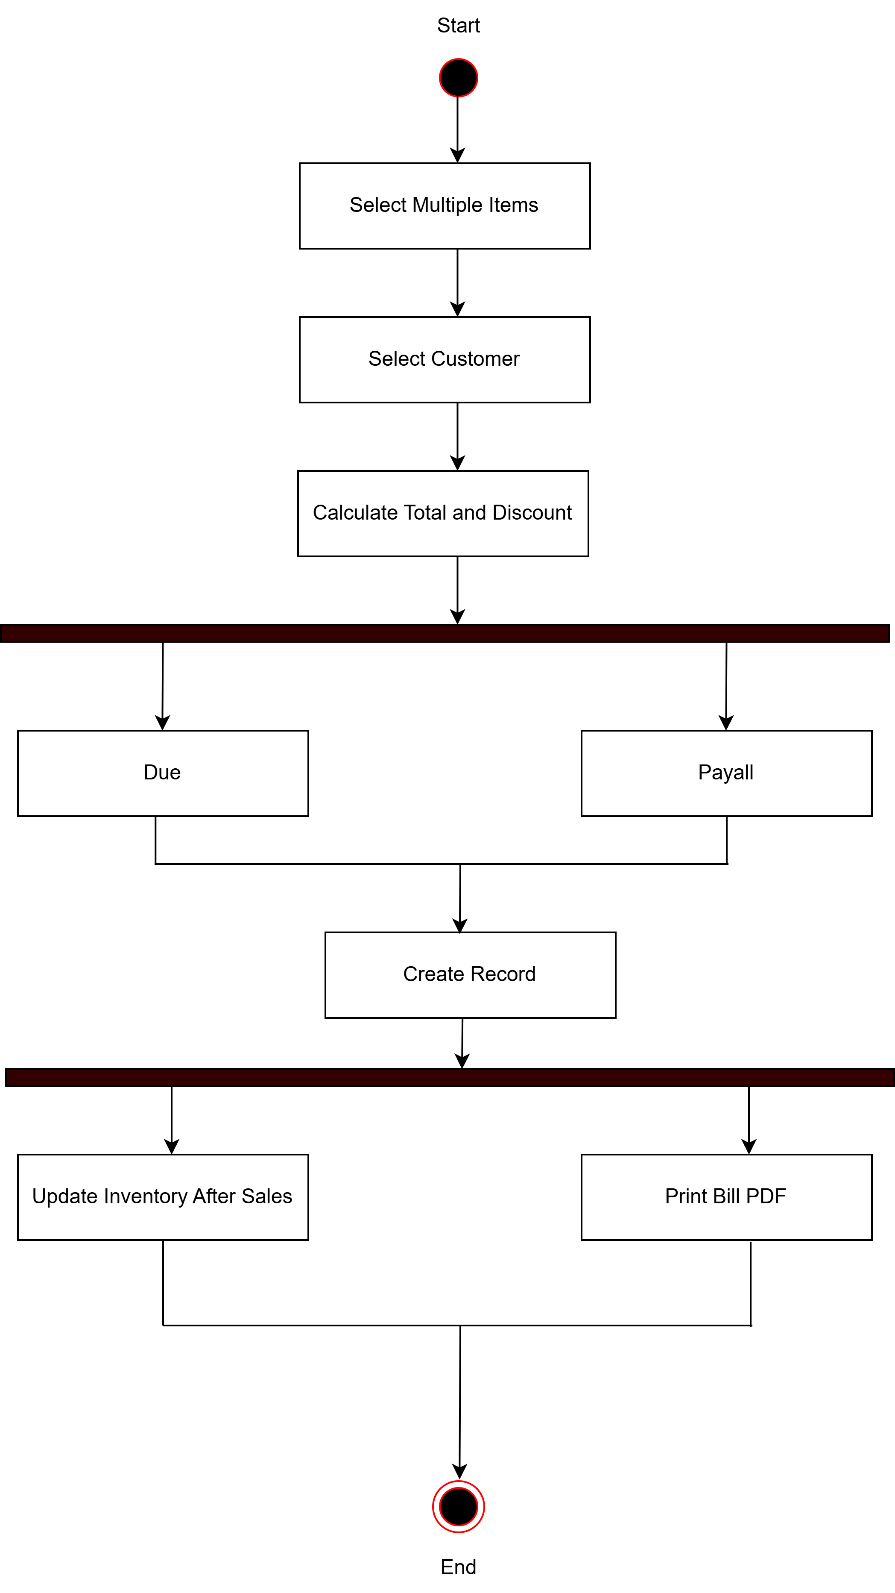 Start
Select Multiple Items
Select Customer
Calculate Total and Discount
Due
Payall
Create Record
Update Inventory After Sales
Print Bill PDF
End